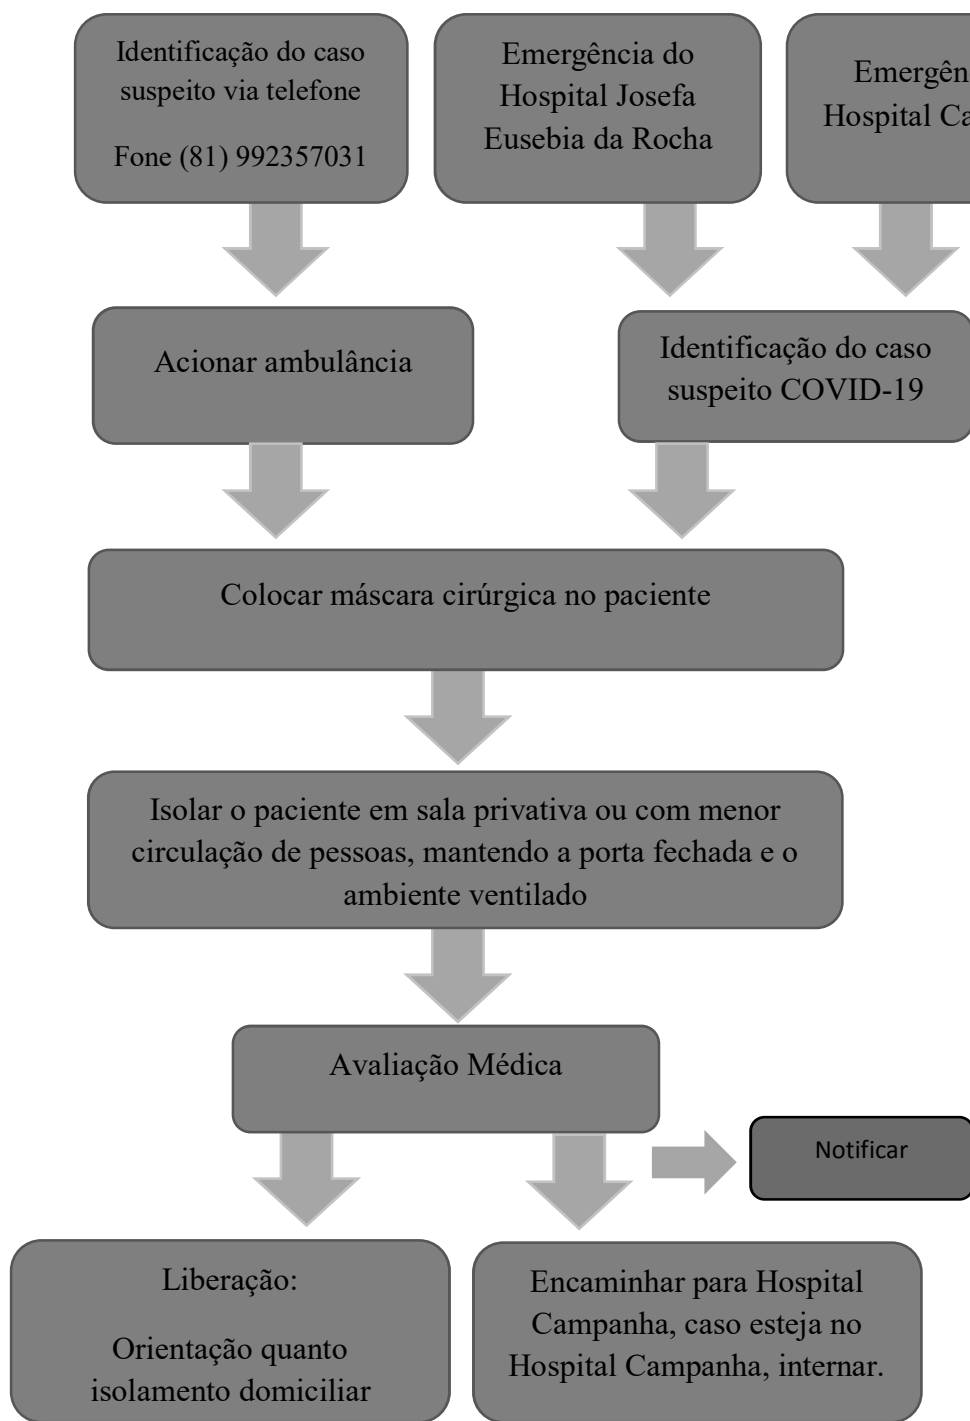 Identificação do caso
suspeito via telefone
Fone (81) 992357031
Emergência do
Hospital Josefa
Eusebia da Rocha
Hospital
Acionar ambulância
Identificação do caso
suspeito COVID-19
Colocar máscara cirúrgica no paciente
Isolar o paciente em sala privativa ou com menor
circulação de pessoas, mantendo a porta fechada e o
ambiente ventilado
Avaliação Médica
Notificar
Liberação:
Orientação quanto
isolamento domiciliar
Encaminhar para Hospital
Campanha, caso esteja no
Hospital Campanha, internar.